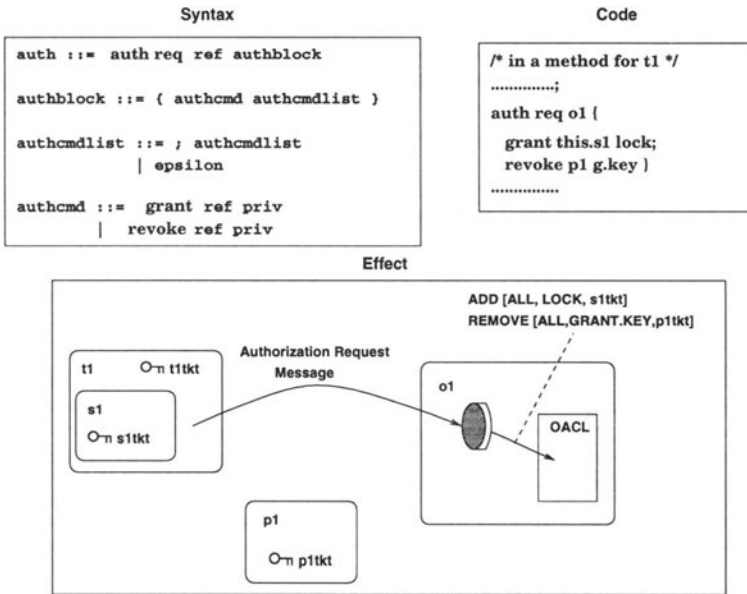 Syntax
auth ::= auth req ref authblock
authblock ::= { authcmd authcmdlist }
authcmdlist ::= ; authcmdlist
| epsilon
authcmd ::= grant ref priv
| revoke ref priv
Code
/* in a method for t1 */
..............;
auth req o1 {
grant this.s1 lock;
revoke p1 g.key }
...............
Effect
ADD [ALL, LOCK, s1tkt]
REMOVE [ALL,GRANT.KEY,p1tkt]
Authorization Request
Message
t1
t1tkt
s1
s1tkt
o1
OACL
p1
p1tkt